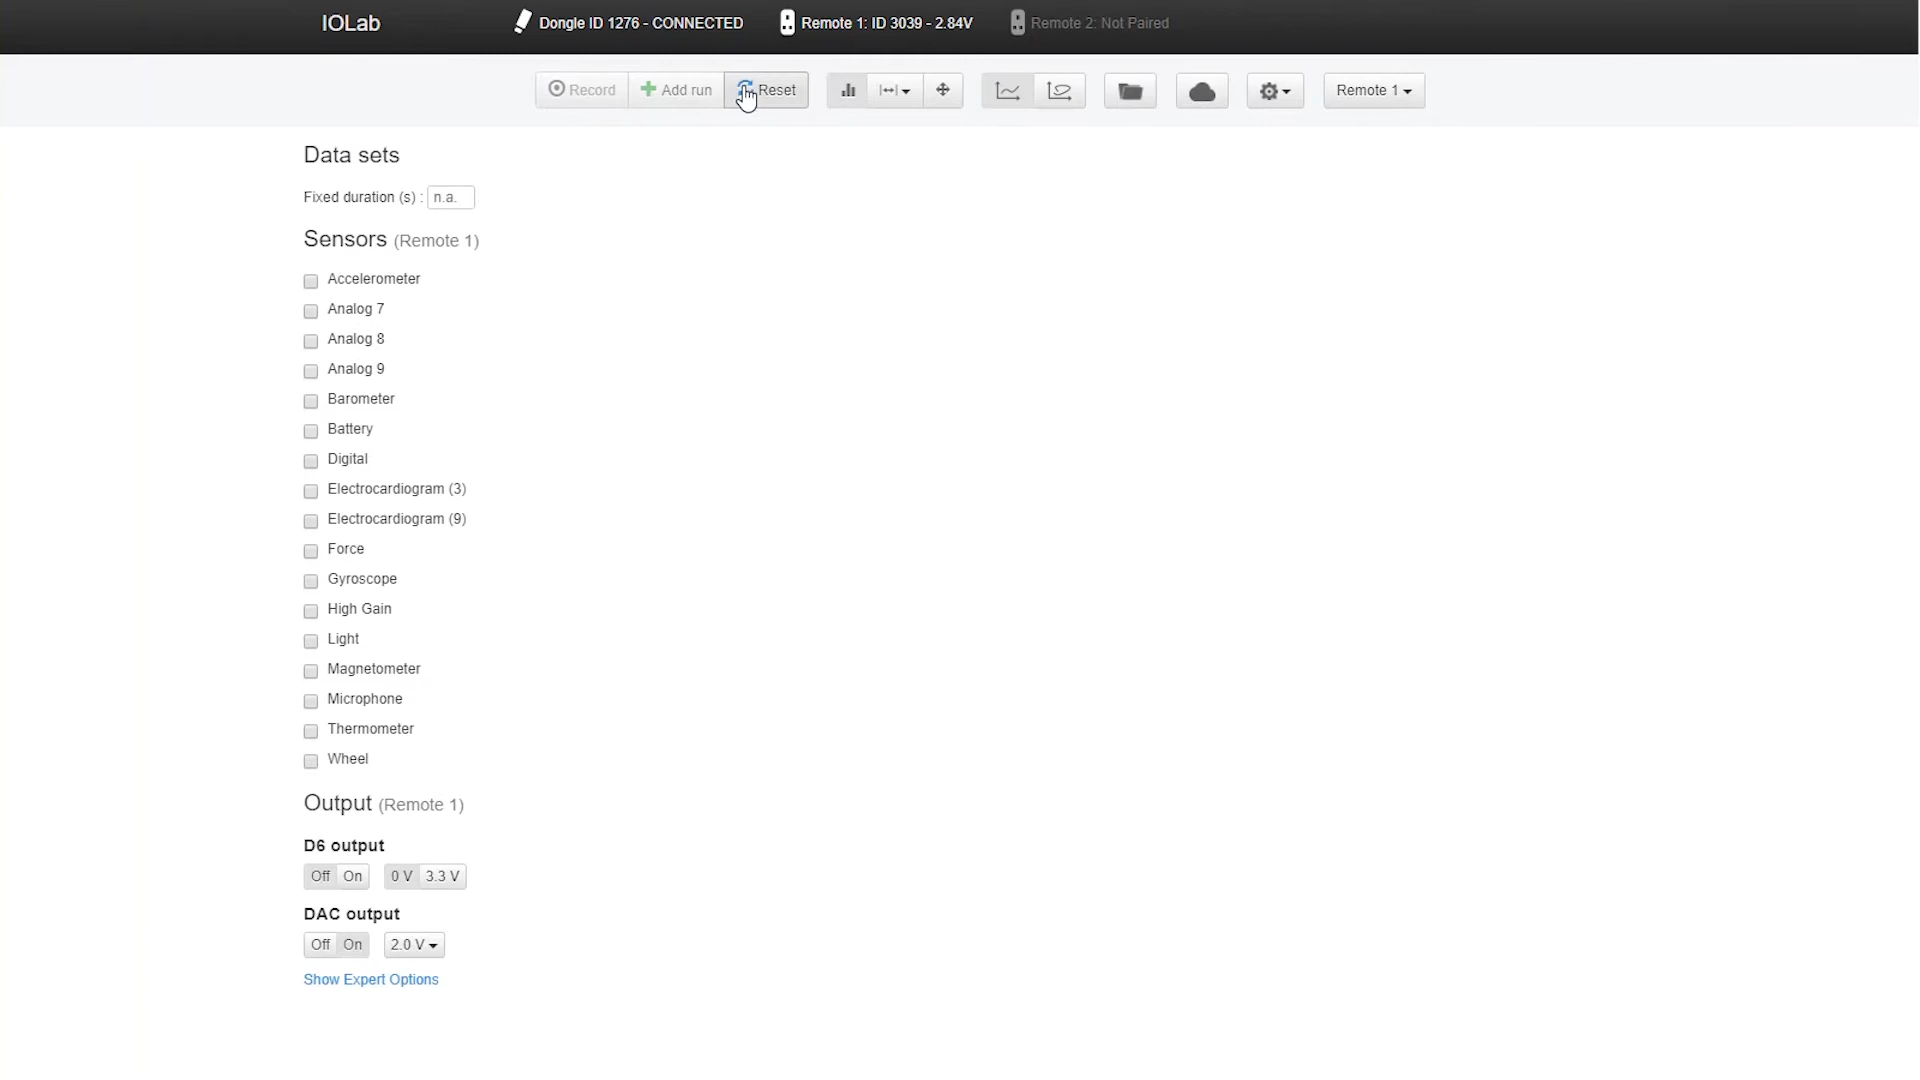 IOLab
Dongle ID 1276 - CONNECTED
Remote 1: ID 3039 - 2.84V
Remote 2: Not Paired
Record
Add run
Reset
Remote 1
Data sets
Fixed duration (s) : n.a.
Sensors (Remote 1)
Accelerometer
Analog 7
Analog 8
Analog 9
Barometer
Battery
Digital
Electrocardiogram (3)
Electrocardiogram (9)
Force
Gyroscope
High Gain
Light
Magnetometer
Microphone
Thermometer
Wheel
Output (Remote 1)
D6 output
Off On 0 V 3.3 V
DAC output
Off On 2.0 V
Show Expert Options